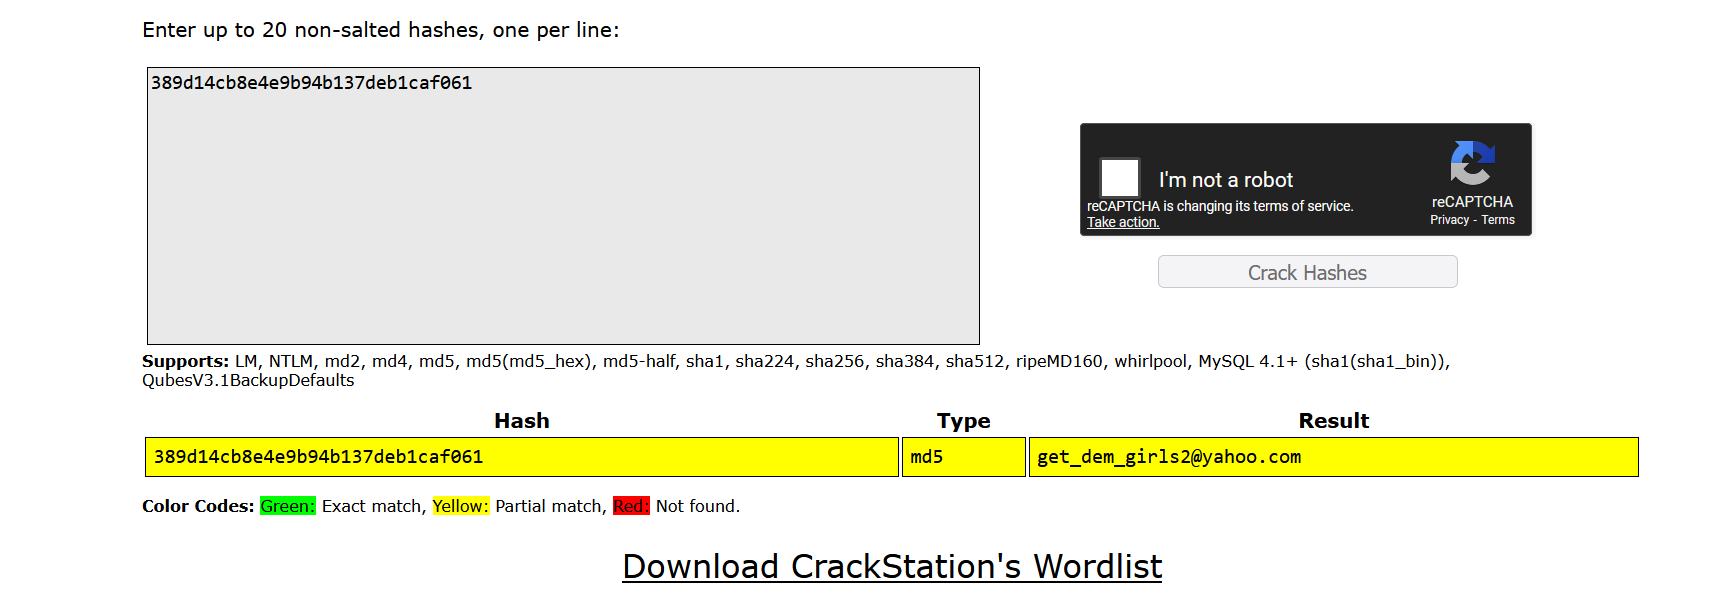 Enter up to 20 non-salted hashes, one per line:
389d14cb8e4e9b94b137deb1caf061
I'm not a robot
reCAPTCHA is changing its terms of service.
Take action.
reCAPTCHA
Privacy - Terms
Crack Hashes
Supports: LM, NTLM, md2, md4, md5, md5(md5_hex), md5-half, sha1, sha224, sha256, sha384, sha512, ripeMD160, whirlpool, MySQL 4.1+ (sha1(sha1_bin)),
QubesV3.1BackupDefaults
Hash Type Result
389d14cb8e4e9b94b137deb1caf061 md5 get_dem_girls2@yahoo.com
Color Codes: Green: Exact match, Yellow: Partial match, Red: Not found.
Download CrackStation's Wordlist